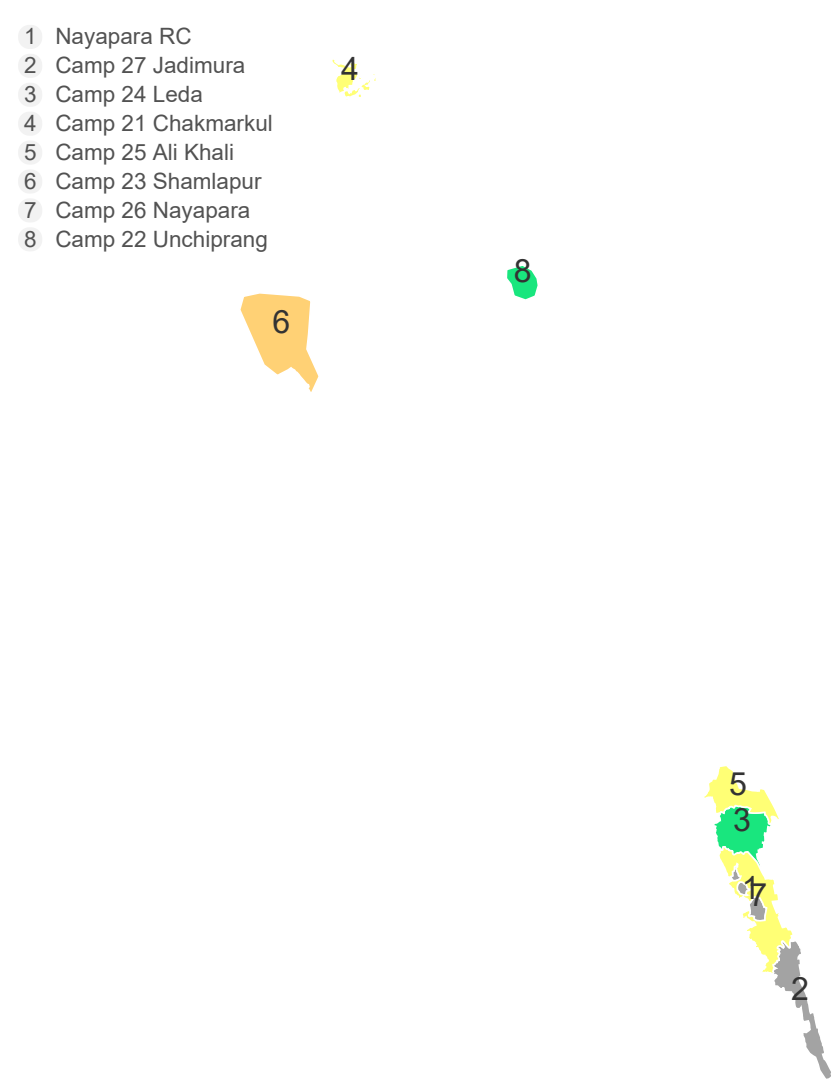 1 Nayapara RC
2 Camp 27 Jadimura
3 Camp 24 Leda
4 Camp 21 Chakmarkul
5 Camp 25 Ali Khali
6 Camp 23 Shamlapur
7 Camp 26 Nayapara
8 Camp 22 Unchiprang
4
8
6
5
3
1
7
2